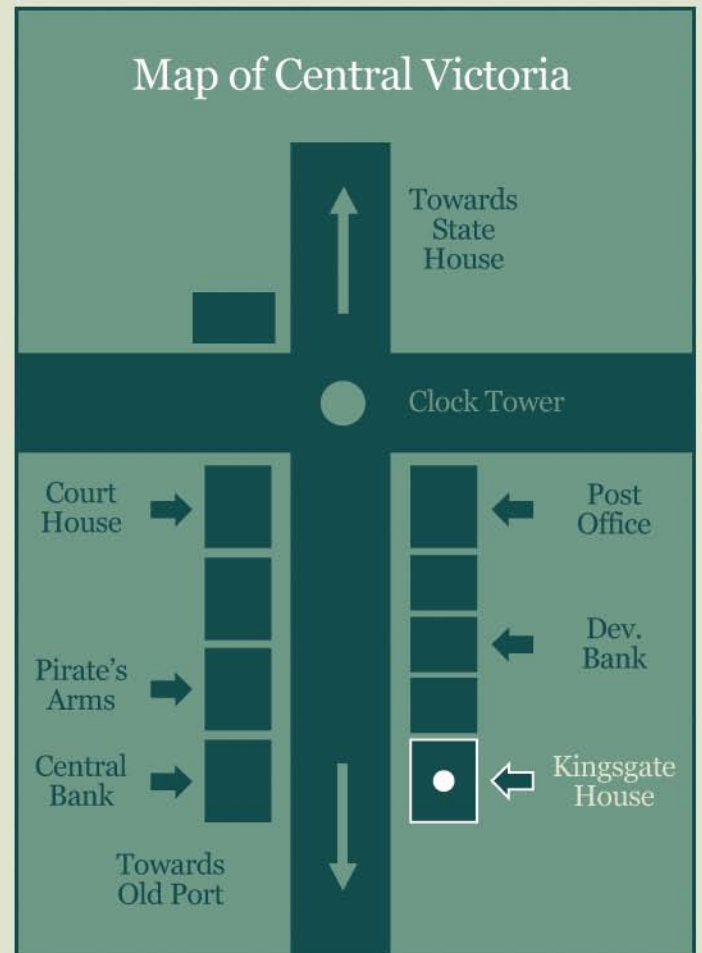 Map of Central Victoria
Towards
State
House
Clock Tower
Court
House
Post
Office
Dev.
Bank
Pirate's
Arms
Central
Bank
Kingsgate
House
Towards
Old Port